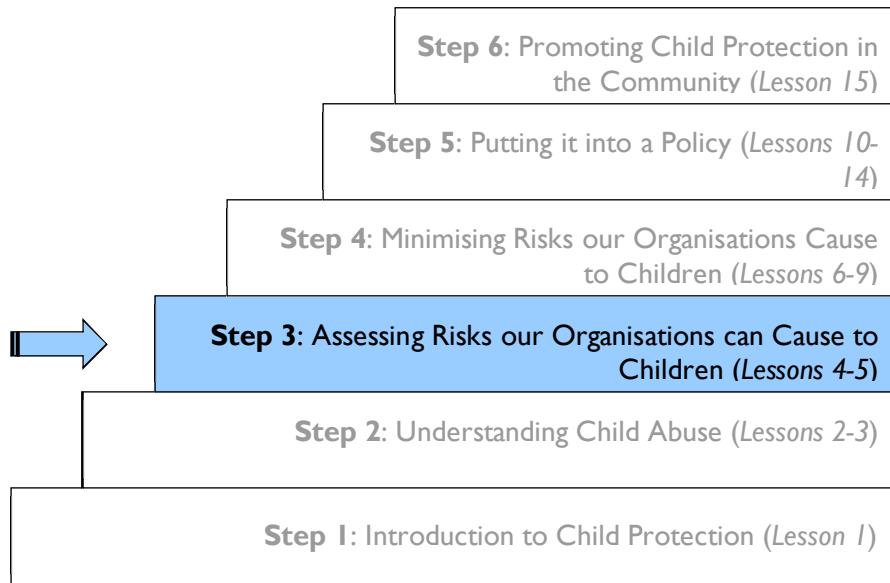 Step 6: Promoting Child Protection in
the Community (Lesson 15)
Step 5: Putting it into a Policy (Lessons 10-
14)
Step 4: Minimising Risks our Organisations Cause
to Children (Lessons 6-9)
Step 3: Assessing Risks our Organisations can Cause to
Children (Lessons 4-5)
Step 2: Understanding Child Abuse (Lessons 2-3)
Step 1: Introduction to Child Protection (Lesson 1)